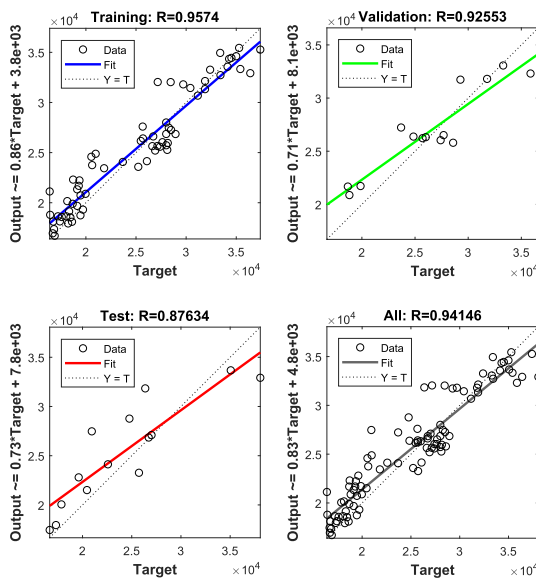 Training: R=0.9574
×10^4
Output ~= 0.86*Target + 3.8e+03
3.5
3
2.5
2
Data
Fit
Y = T
2 2.5 3 3.5
Target
×10^4
Validation: R=0.92553
×10^4
Output ~= 0.71*Target + 8.1e+03
3.5
3
2.5
2
Data
Fit
Y = T
2 2.5 3 3.5
Target
×10^4
Test: R=0.87634
×10^4
Output ~= 0.73*Target + 7.8e+03
3.5
3
2.5
2
Data
Fit
Y = T
2 2.5 3 3.5
Target
×10^4
All: R=0.94146
×10^4
Output ~= 0.83*Target + 4.8e+03
3.5
3
2.5
2
Data
Fit
Y = T
2 2.5 3 3.5
Target
×10^4